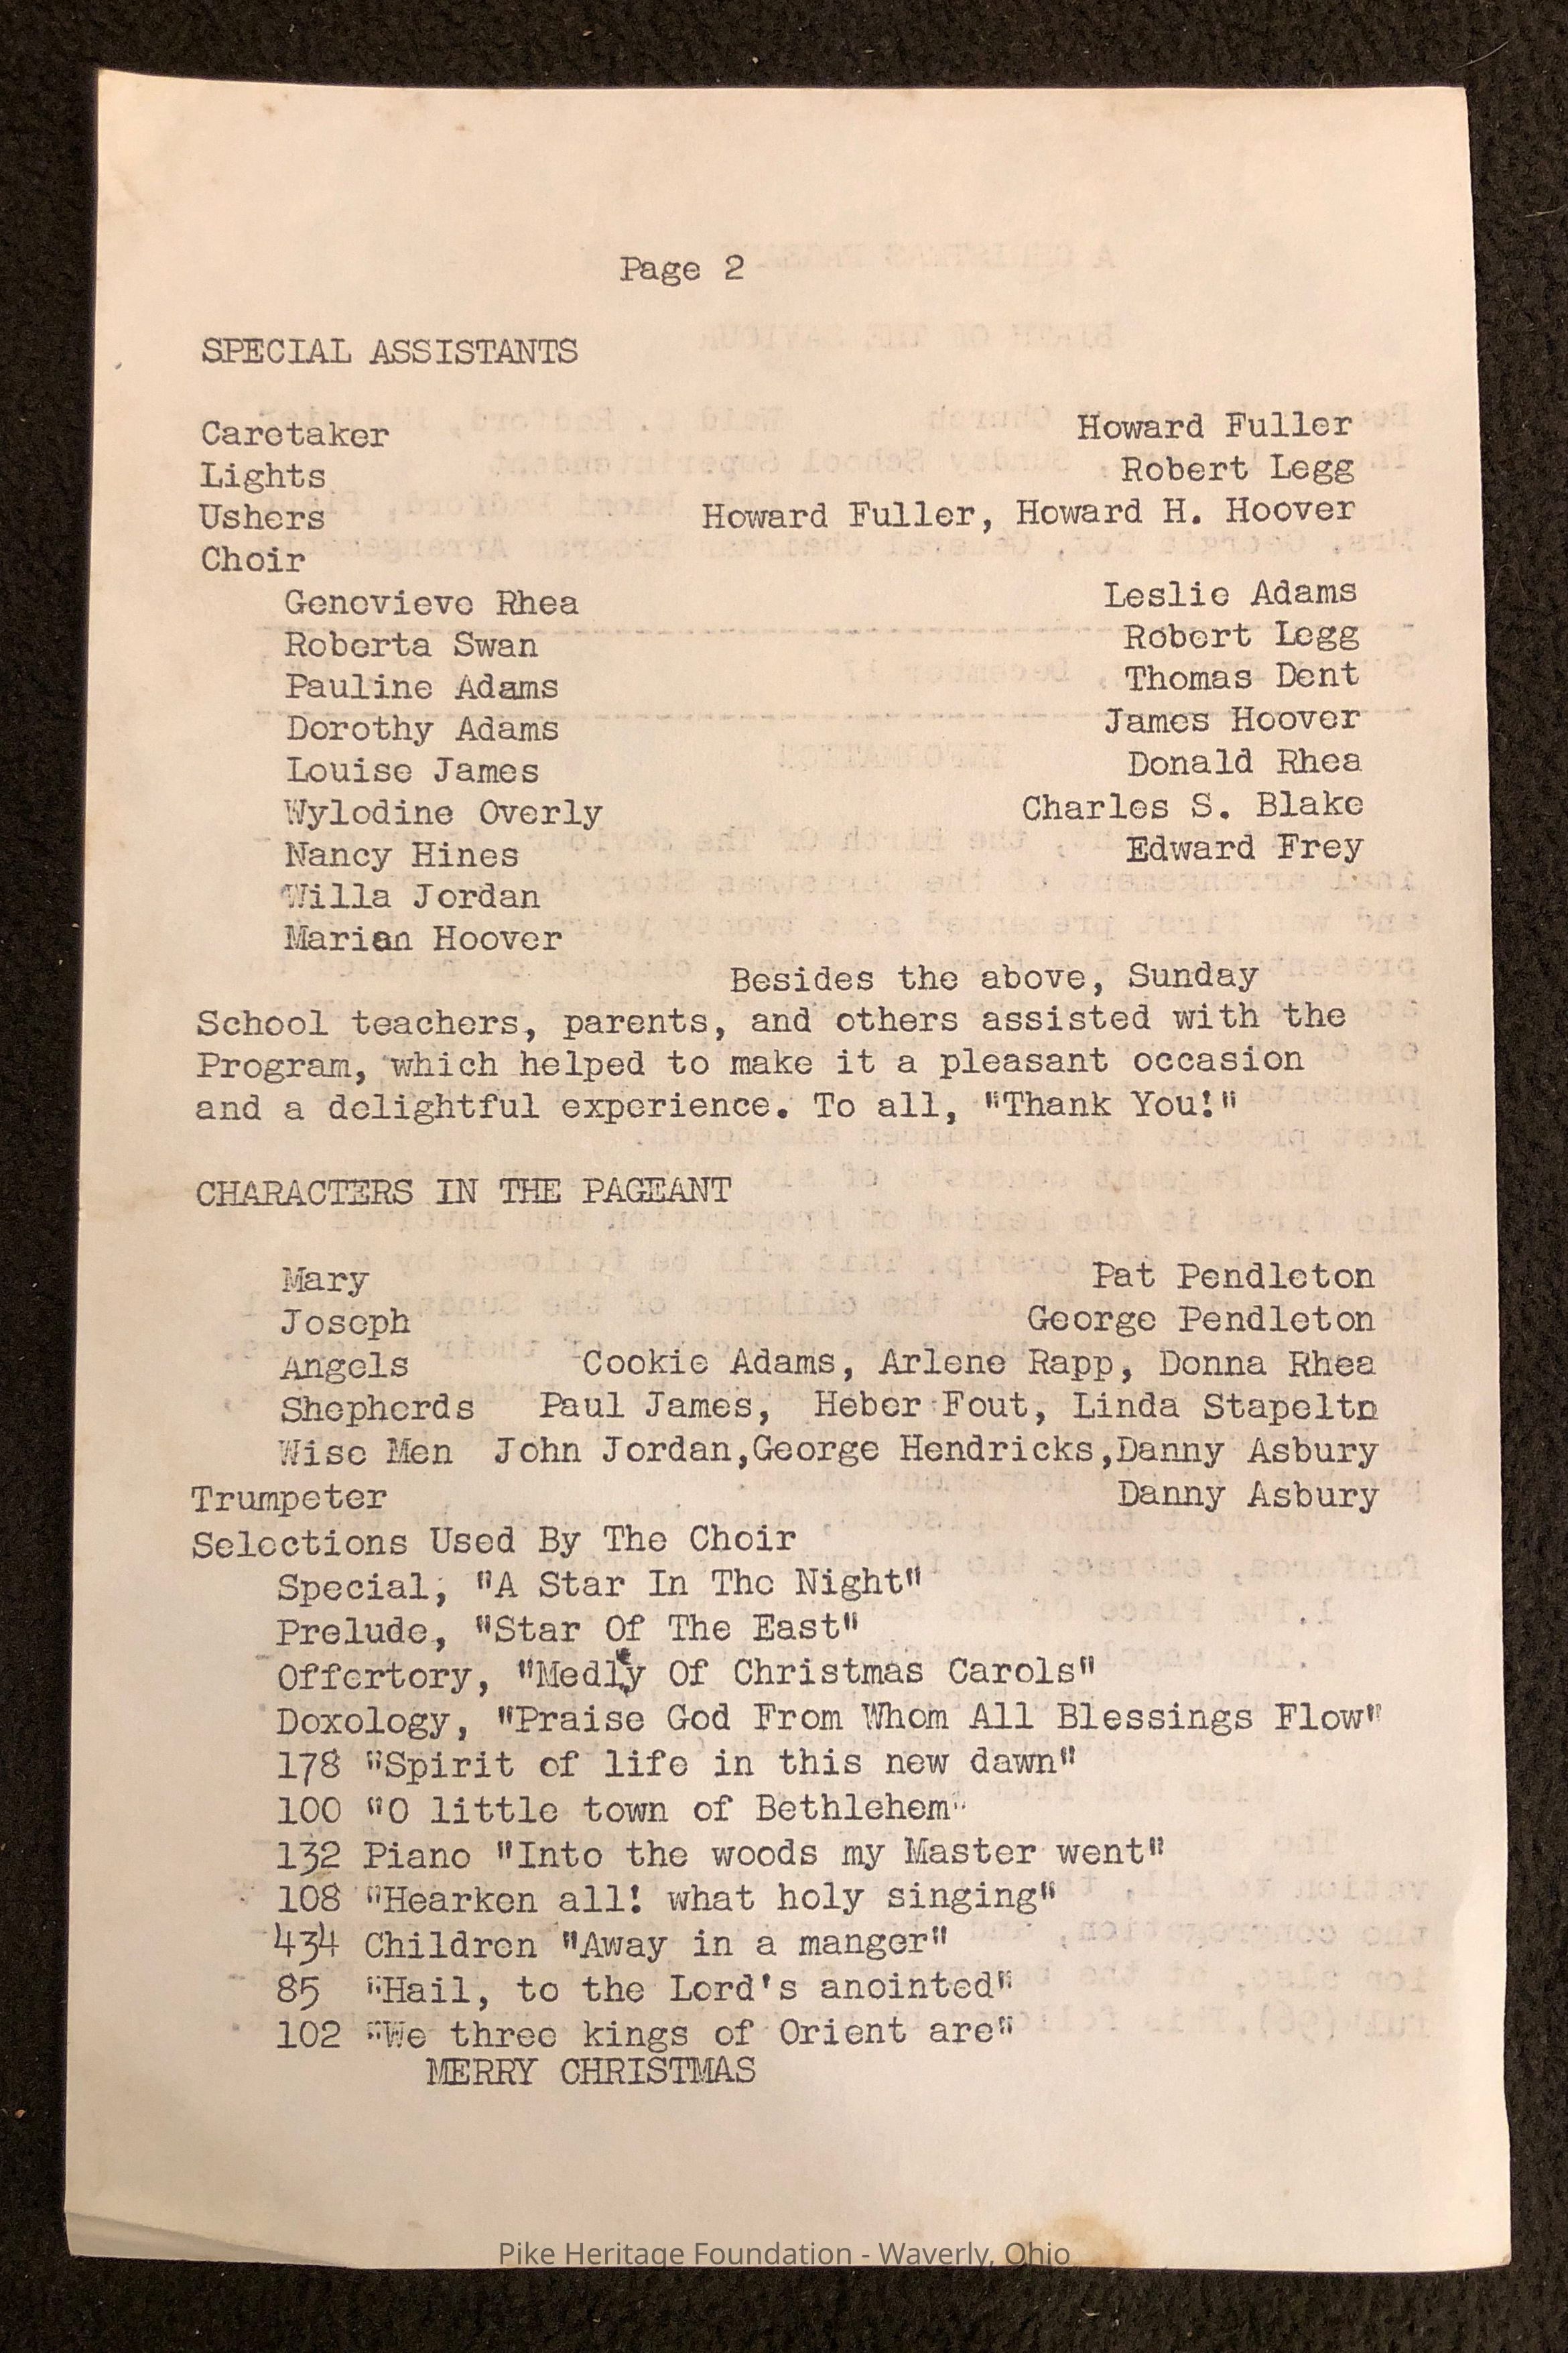 Page 2
SPECIAL ASSISTANTS
Caretaker Howard Fuller
Lights Robert Legg
Ushers Howard Fuller, Howard H. Hoover
Choir
Genevieve Rhea Leslie Adams
Roberta Swan Robert Legg
Pauline Adams Thomas Dent
Dorothy Adams James Hoover
Louise James Donald Rhea
Wylodine Overly Charles S. Blake
Nancy Hines Edward Frey
Willa Jordan
Marian Hoover
Besides the above, Sunday
School teachers, parents, and others assisted with the
Program, which helped to make it a pleasant occasion
and a delightful experience. To all, "Thank You!"
CHARACTERS IN THE PAGEANT
Mary Pat Pendleton
Joseph George Pendleton
Angels Cookie Adams, Arlene Rapp, Donna Rhea
Shepherds Paul James, Heber Fout, Linda Stapeltn
Wise Men John Jordan,George Hendricks,Danny Asbury
Trumpeter Danny Asbury
Selections Used By The Choir
Special, "A Star In The Night"
Prelude, "Star Of The East"
Offertory, "Medley Of Christmas Carols"
Doxology, "Praise God From Whom All Blessings Flow"
178 "Spirit of life in this new dawn"
100 "O little town of Bethlehem"
132 Piano "Into the woods my Master went"
108 "Hearken all! what holy singing"
434 Children "Away in a manger"
85 "Hail, to the Lord's anointed"
102 "We three kings of Orient are"
MERRY CHRISTMAS
Pike Heritage Foundation - Waverly, Ohio